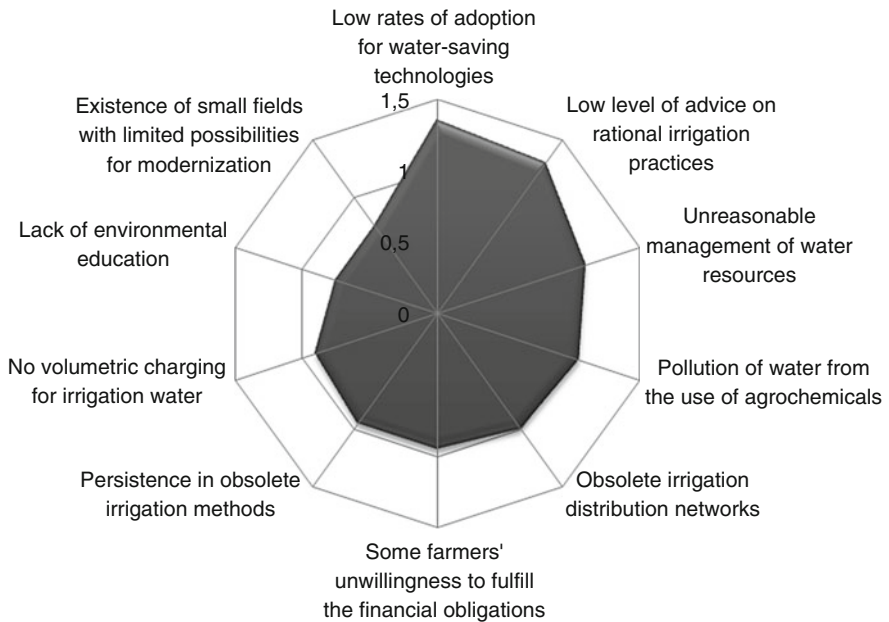 Low rates of adoption
for water-saving
technologies
Low level of advice on
rational irrigation
practices
Unreasonable
management of water
resources
Pollution of water from
the use of agrochemicals
Obsolete irrigation
distribution networks
Some farmers'
unwillingness to fulfill
the financial obligations
Persistence in obsolete
irrigation methods
No volumetric charging
for irrigation water
Lack of environmental
education
Existence of small fields
with limited possibilities
for modernization
1,5
1
0,5
0